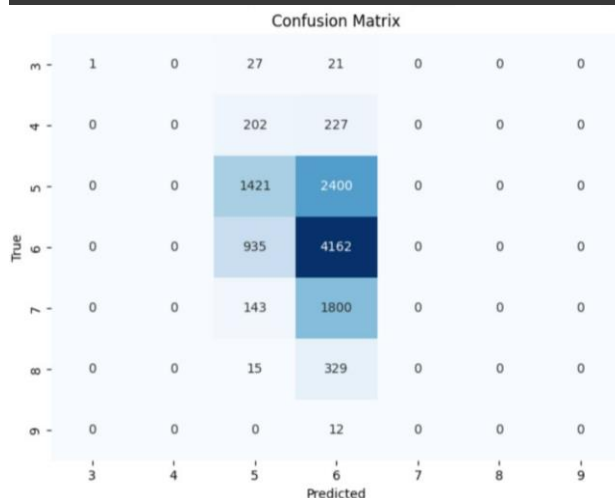 Confusion Matrix
3 1 0 27 21 0 0 0
4 0 0 202 227 0 0 0
5 0 0 1421 2400 0 0 0
True
6 0 0 935 4162 0 0 0
7 0 0 143 1800 0 0 0
8 0 0 15 329 0 0 0
9 0 0 0 12 0 0 0
3 4 5 6 7 8 9
Predicted